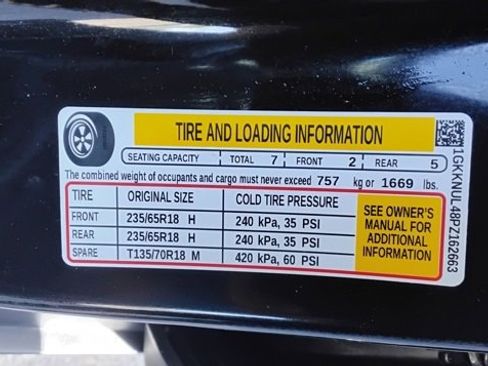 TIRE AND LOADING INFORMATION
SEATING CAPACITY TOTAL 7 FRONT 2 REAR 5
The combined weight of occupants and cargo must never exceed 757 kg or 1669 lbs.
TIRE ORIGINAL SIZE COLD TIRE PRESSURE
FRONT 235/65R18 H 240 kPa, 35 PSI
REAR 235/65R18 H 240 kPa, 35 PSI
SPARE T135/70R18 M 420 kPa, 60 PSI
SEE OWNER'S
MANUAL FOR
ADDITIONAL
INFORMATION
1GKKNUL48PZ162663